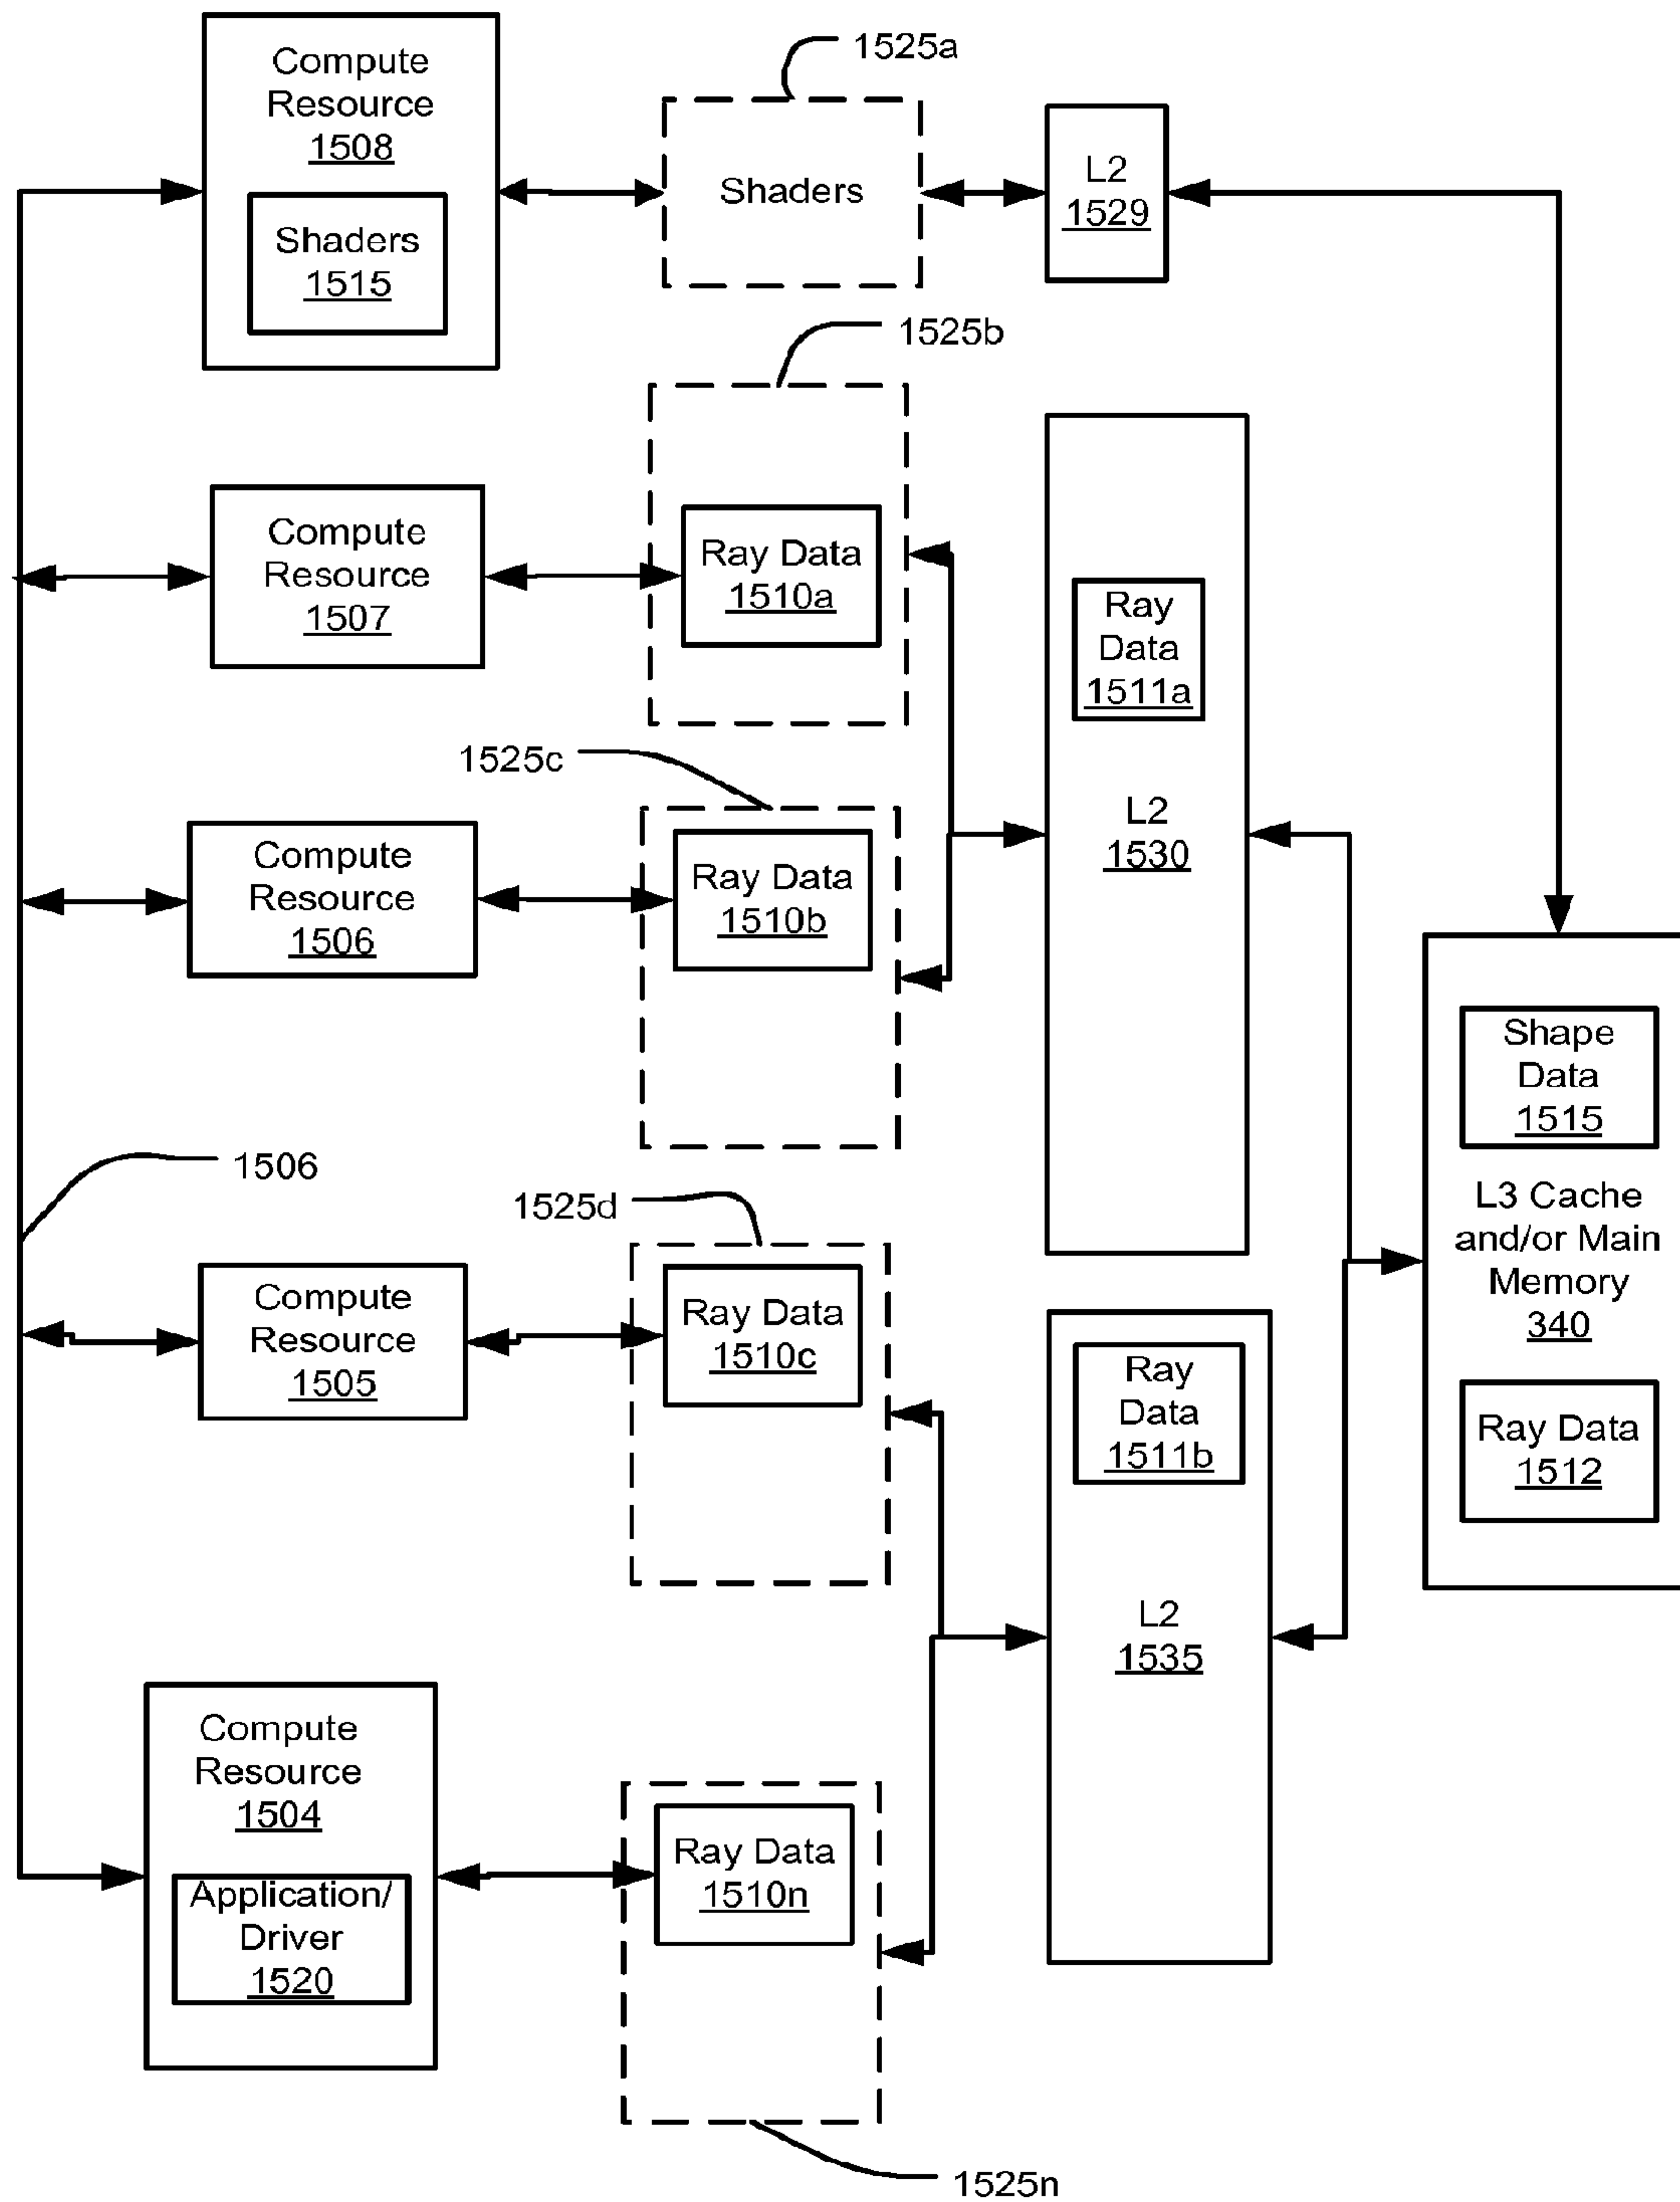 1525a
Compute
Resource
1508
Shaders
1515
Shaders
L2
1529
1525b
Compute
Resource
1507
Ray Data
1510a
Ray
Data
1511a
L2
1530
1525c
Compute
Resource
1506
Ray Data
1510b
1506
1525d
Compute
Resource
1505
Ray Data
1510c
Ray
Data
1511b
L2
1535
Shape
Data
1515
L3 Cache
and/or Main
Memory
340
Ray Data
1512
Compute
Resource
1504
Application/
Driver
1520
Ray Data
1510n
1525n